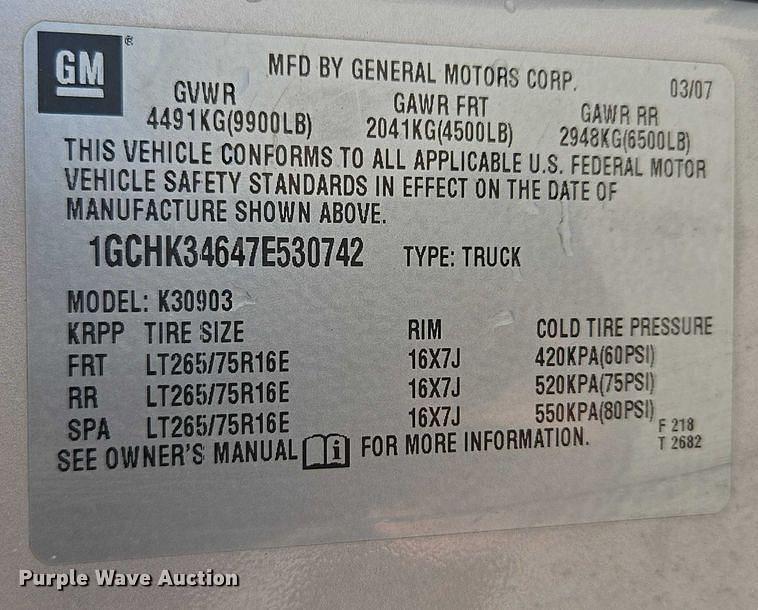 GM ®
MFD BY GENERAL MOTORS CORP. 03/07
GVWR GAWR FRT GAWR RR
4491KG(9900LB) 2041KG(4500LB) 2948KG(6500LB)
THIS VEHICLE CONFORMS TO ALL APPLICABLE U.S. FEDERAL MOTOR
VEHICLE SAFETY STANDARDS IN EFFECT ON THE DATE OF
MANUFACTURE SHOWN ABOVE.
1GCHK34647E530742 TYPE: TRUCK
MODEL: K30903
KRPP TIRE SIZE RIM COLD TIRE PRESSURE
FRT LT265/75R16E 16X7J 420KPA(60PSI)
RR LT265/75R16E 16X7J 520KPA(75PSI)
SPA LT265/75R16E 16X7J 550KPA(80PSI)
F 218
T 2682
SEE OWNER'S MANUAL i FOR MORE INFORMATION.
Purple Wave Auction